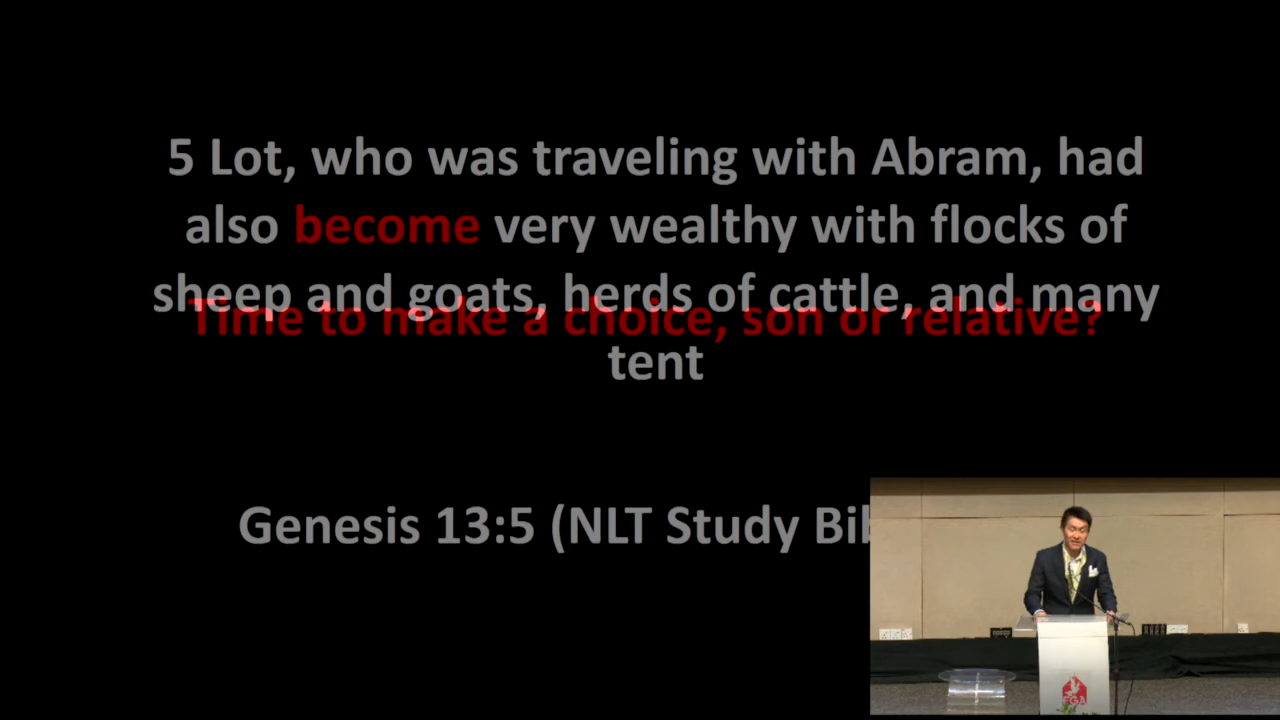 5 Lot, who was traveling with Abram, had
also become very wealthy with flocks of
sheep and goats, herds of cattle, and many
Time to make a choice, son or relative?
tent
Genesis 13:5 (NLT Study Bib
FGA